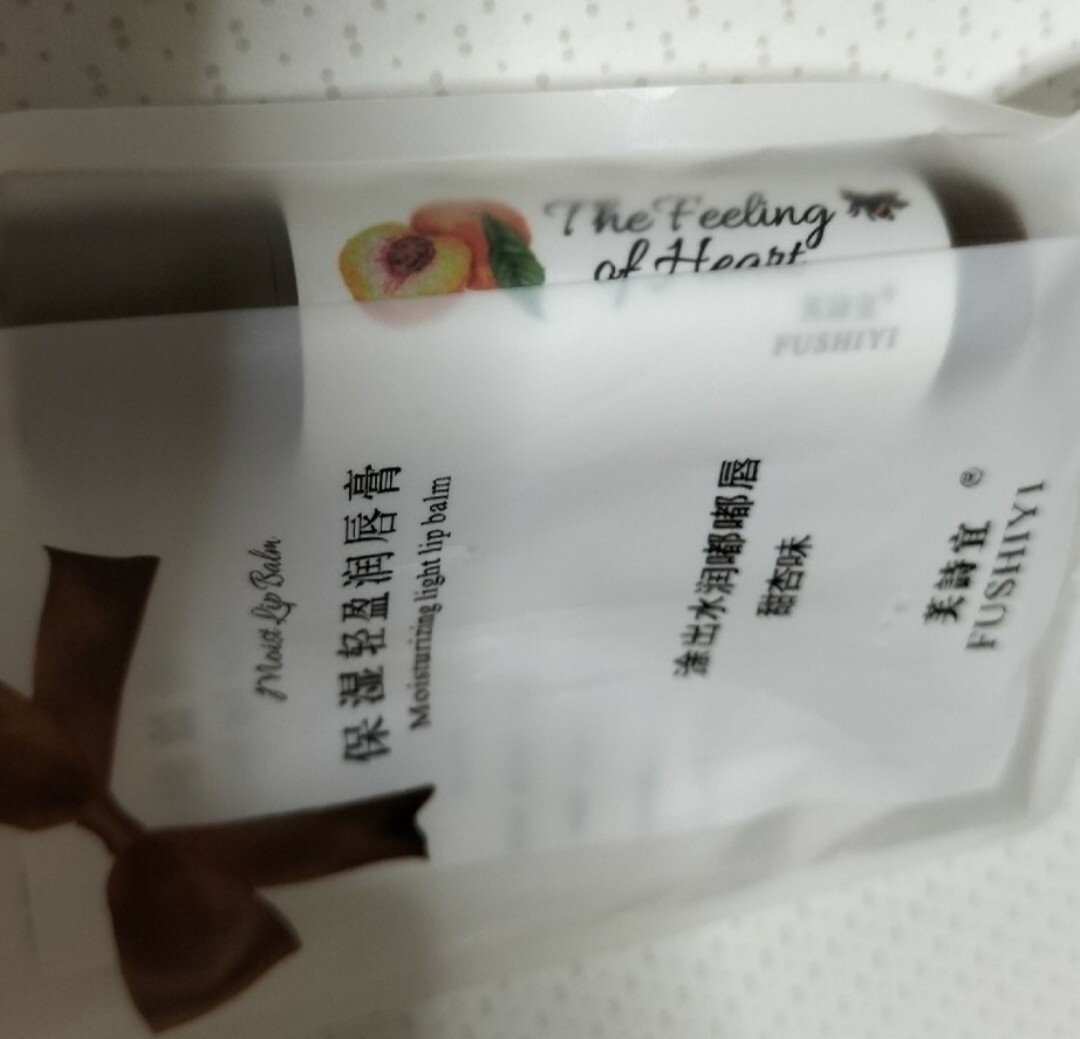 The Feeling
of Heart
FUSHIYI
Moist Lip Balm
保湿轻盈润唇膏
Moisturizing light lip balm
涂出水润嘟嘟唇
甜杏味
芙詩宜®
FUSHIYI